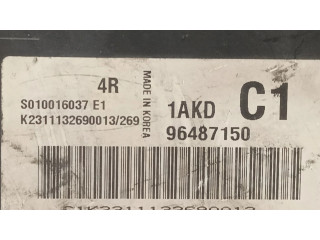 4R
S010016037 E1
K2311132690013/269
MADE IN KOREA
1AKD C1
96487150